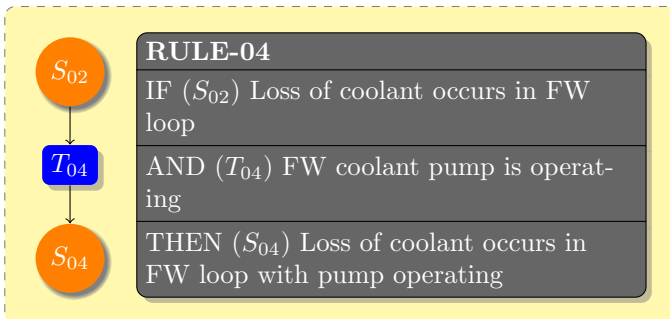 S02
T04
S04
RULE-04
IF (S02) Loss of coolant occurs in FW
loop
AND (T04) FW coolant pump is operat-
ing
THEN (S04) Loss of coolant occurs in
FW loop with pump operating